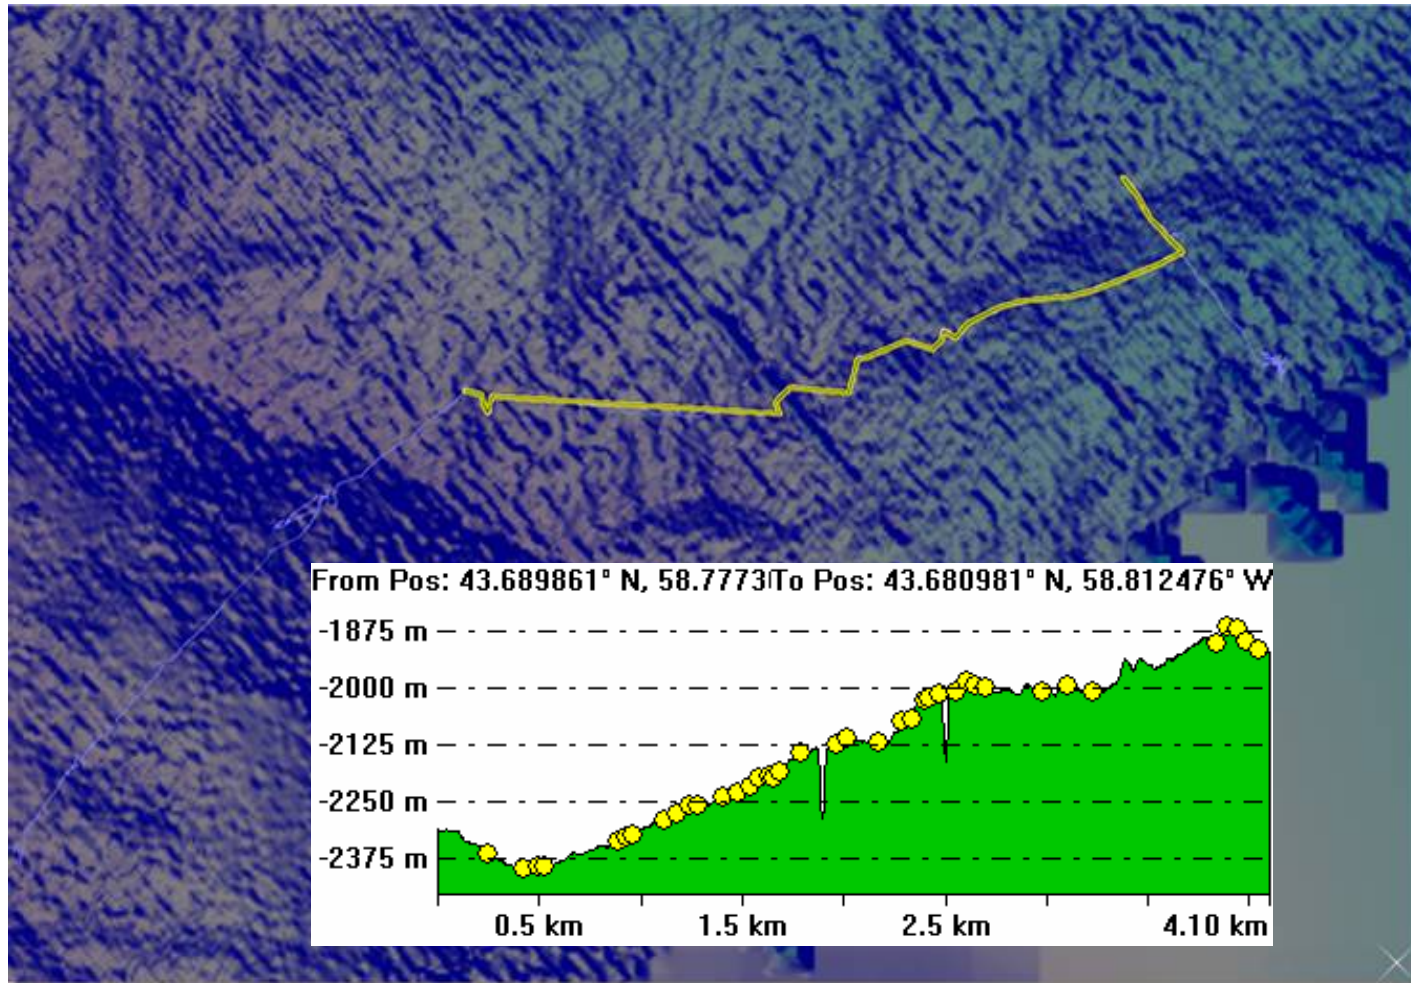 From Pos: 43.689861° N, 58.7773 To Pos: 43.680981° N, 58.812476° W
-1875 m
-2000 m
-2125 m
-2250 m
-2375 m
0.5 km 1.5 km 2.5 km 4.10 km